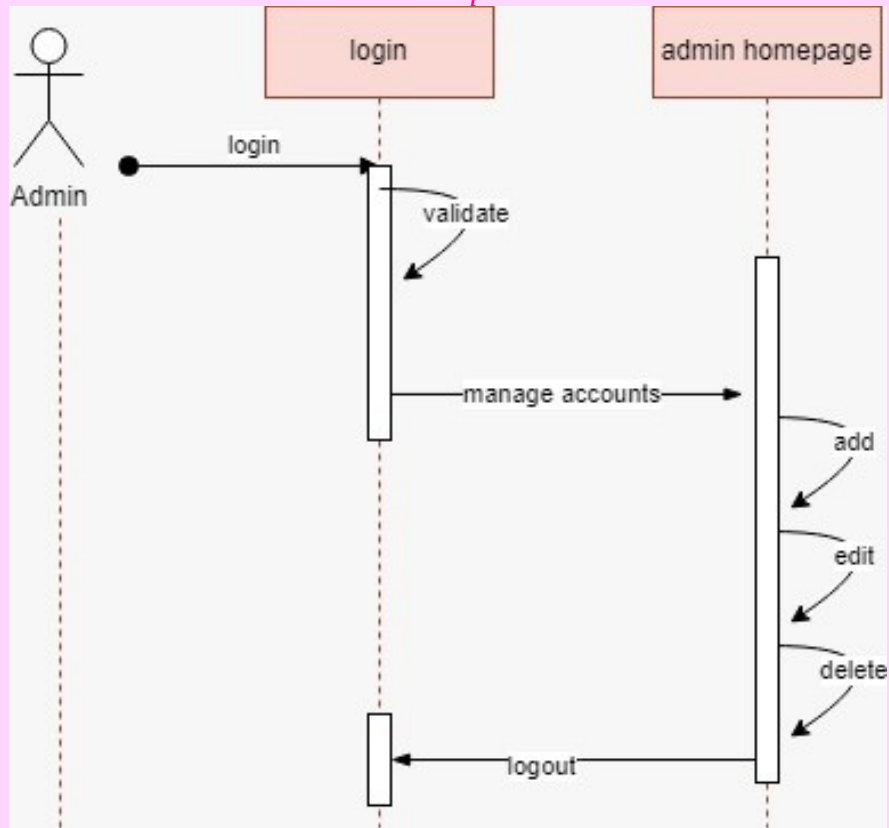 login
admin homepage
login
Admin
validate
manage accounts
add
edit
delete
logout